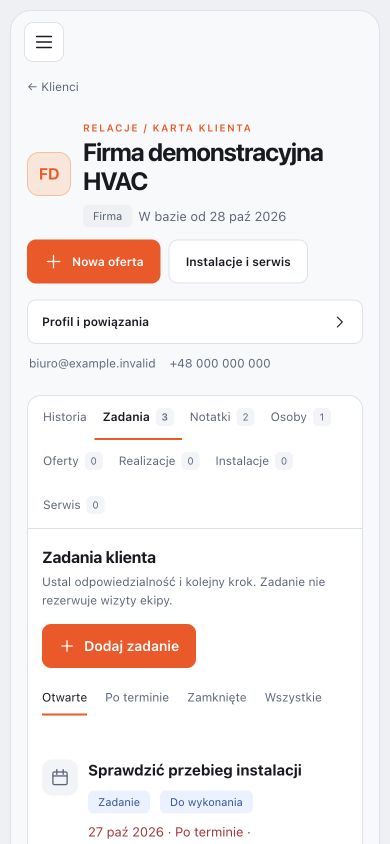 ← Klienci
RELACJE / KARTA KLIENTA
FD
Firma demonstracyjna
HVAC
Firma W bazie od 28 paź 2026
+ Nowa oferta
Instalacje i serwis
Profil i powiązania
biuro@example.invalid +48 000 000 000
Historia Zadania 3 Notatki 2 Osoby 1
Oferty 0 Realizacje 0 Instalacje 0
Serwis 0
Zadania klienta
Ustal odpowiedzialność i kolejny krok. Zadanie nie
rezerwuje wizyty ekipy.
+ Dodaj zadanie
Otwarte Po terminie Zamknięte Wszystkie
Sprawdzić przebieg instalacji
Zadanie Do wykonania
27 paź 2026 · Po terminie ·